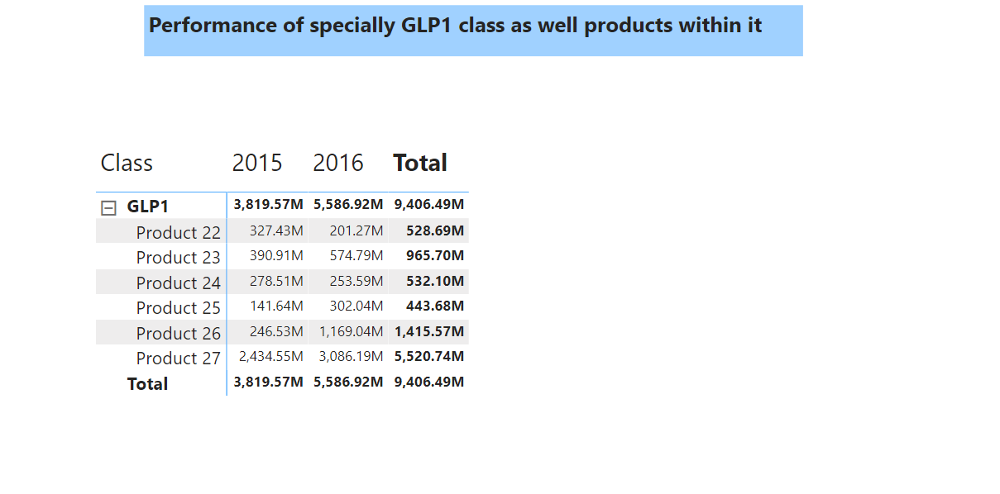 Performance of specially GLP1 class as well products within it
Class 2015 2016 Total
GLP1 3,819.57M 5,586.92M 9,406.49M
Product 22 327.43M 201.27M 528.69M
Product 23 390.91M 574.79M 965.70M
Product 24 278.51M 253.59M 532.10M
Product 25 141.64M 302.04M 443.68M
Product 26 246.53M 1,169.04M 1,415.57M
Product 27 2,434.55M 3,086.19M 5,520.74M
Total 3,819.57M 5,586.92M 9,406.49M